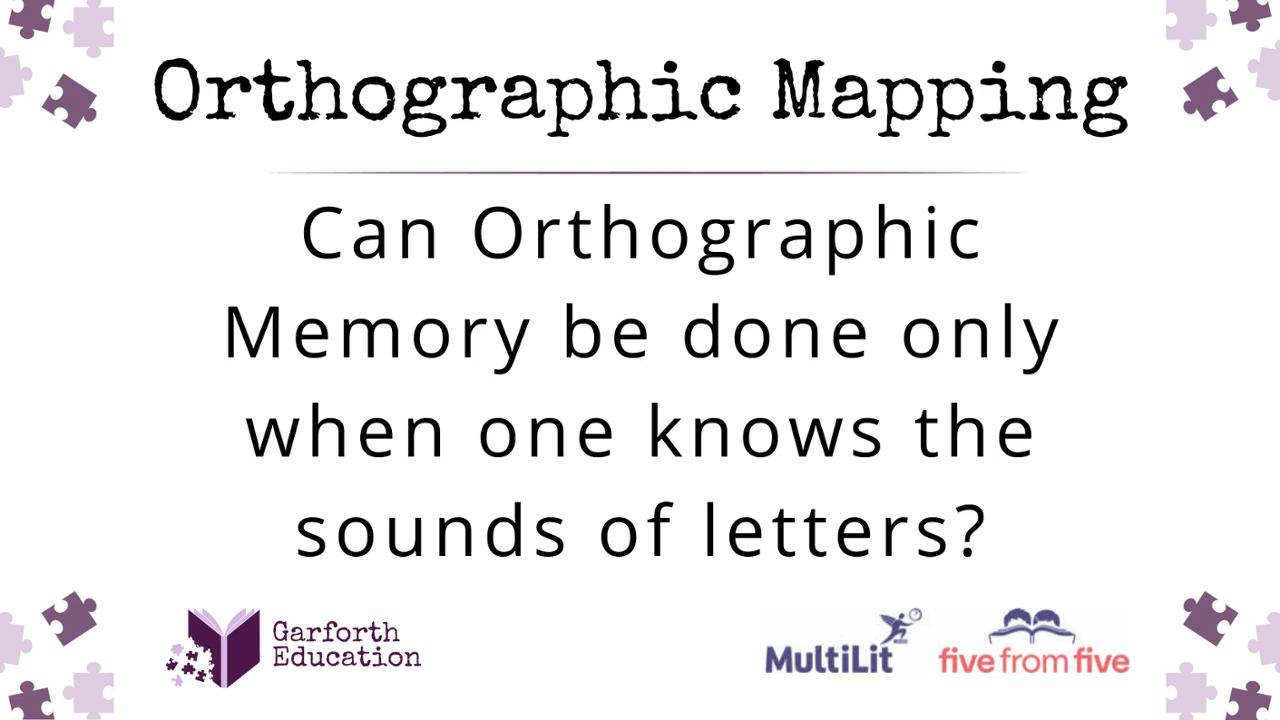 Orthographic Mapping
Can Orthographic
Memory be done only
when one knows the
sounds of letters?
Garforth
Education
MultiLit
five from five